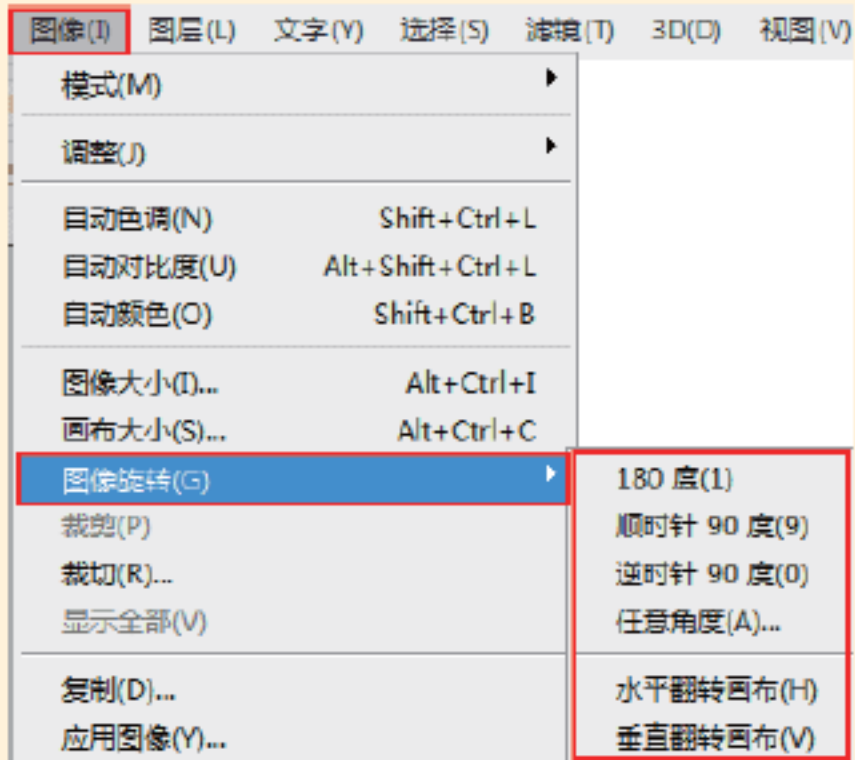 图像(I) 图层(L) 文字(Y) 选择(S) 滤镜(T) 3D(D) 视图(V)
模式(M)
调整(J)
自动色调(N) Shift+Ctrl+L
自动对比度(U) Alt+Shift+Ctrl+L
自动颜色(O) Shift+Ctrl+B
图像大小(I)... Alt+Ctrl+I
画布大小(S)... Alt+Ctrl+C
图像旋转(G)
裁剪(P)
裁切(R)...
显示全部(V)
复制(D)...
应用图像(Y)...
180 度(1)
顺时针 90 度(9)
逆时针 90 度(0)
任意角度(A)...
水平翻转画布(H)
垂直翻转画布(V)